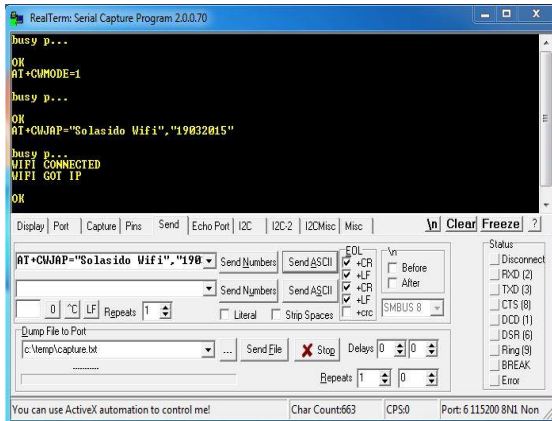 RealTerm: Serial Capture Program 2.0.0.70
busy p...
OK
AT+CWMODE=1
busy p...
OK
AT+CWJAP="Solasido Wifi","19032015"
busy p...
WIFI CONNECTED
WIFI GOT IP
OK
Display Port Capture Pins Send Echo Port I2C I2C-2 I2CMisc Misc \n Clear Freeze ?
AT+CWJAP="Solasido Wifi","190 Send Numbers Send ASCII
Send Numbers Send ASCII
0 ^C LF Repeats 1 Literal Strip Spaces
EOL
+CR
+LF
+CR
+LF
+crc
\n
Before
After
SMBUS 8
Dump File to Port
c:\temp\capture.txt ... Send File Stop Delays 0 0
Repeats 1 0
Status
Disconnect
RXD (2)
TXD (3)
CTS (8)
DCD (1)
DSR (6)
Ring (9)
BREAK
Error
You can use ActiveX automation to control me! Char Count:663 CPS:0 Port: 6 115200 8N1 Non